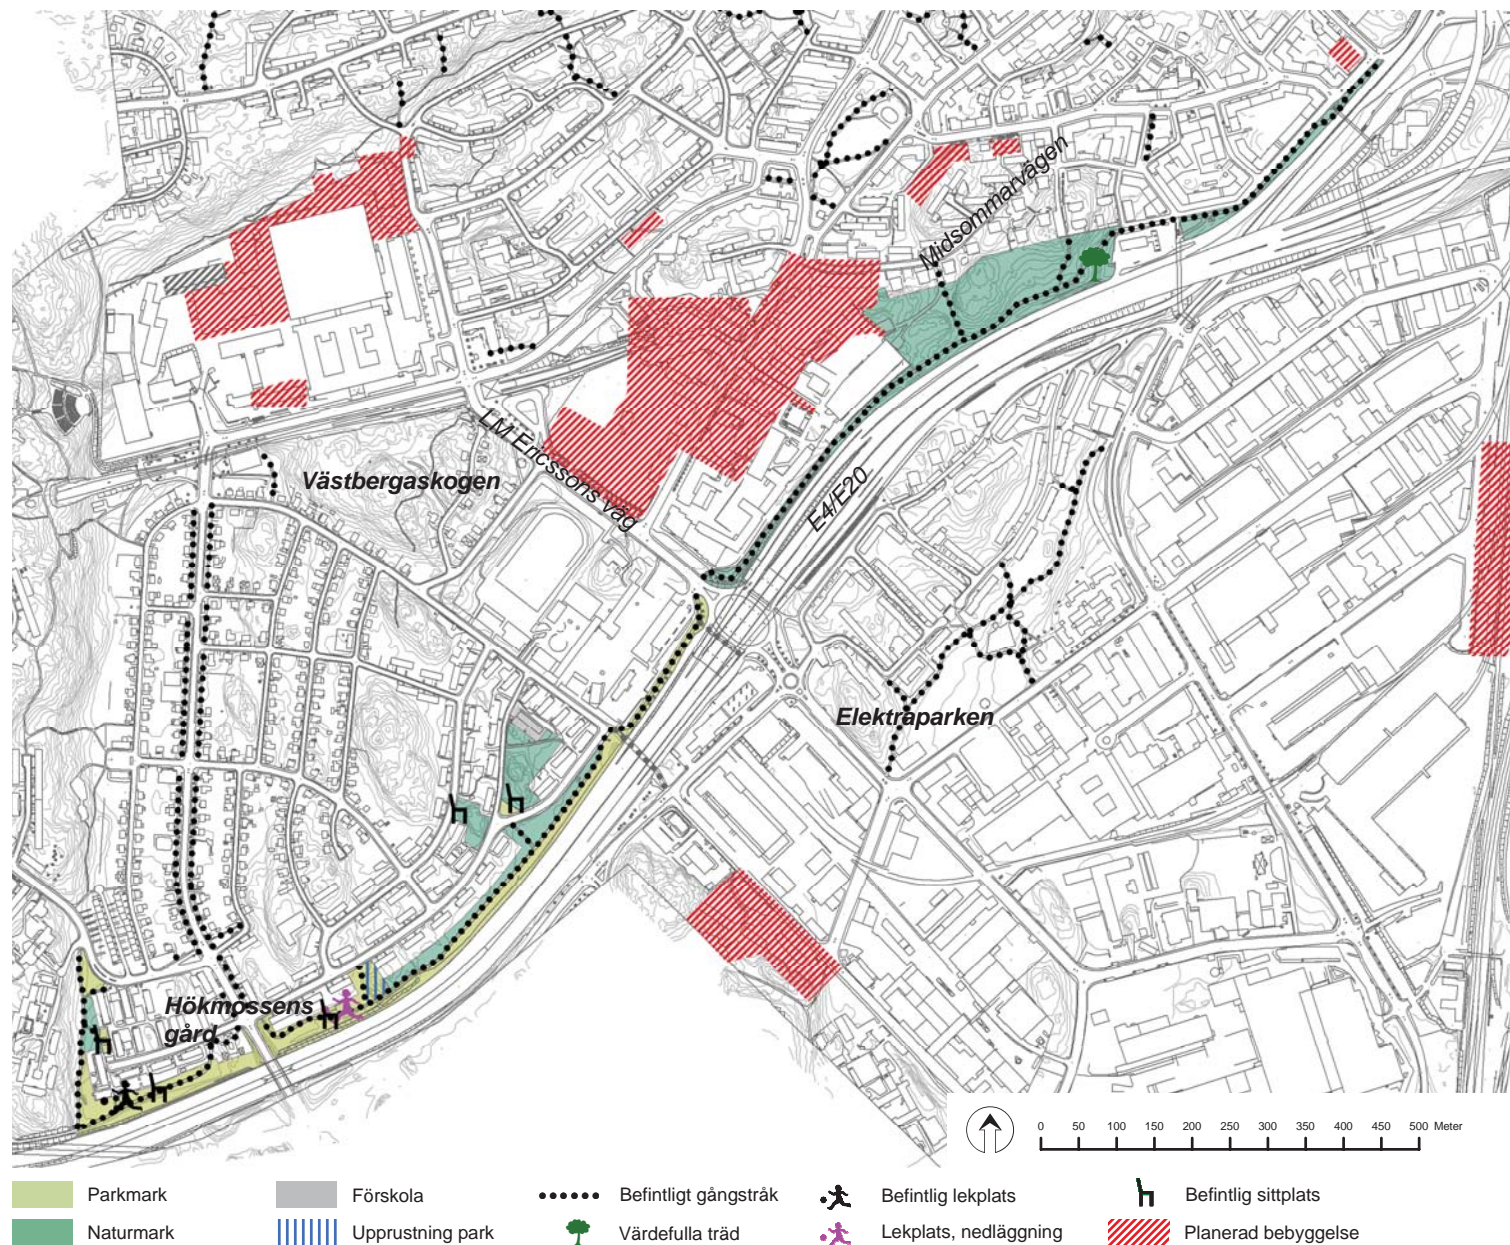 Midsommarvägen
LM Ericssons väg
Västbergaskogen
E4/E20
Elektraparken
Hökmossens
gård
0 50 100 150 200 250 300 350 400 450 500 Meter
Parkmark
Förskola
Befintligt gångstråk
Befintlig lekplats
Befintlig sittplats
Naturmark
Upprustning park
Värdefulla träd
Lekplats, nedläggning
Planerad bebyggelse